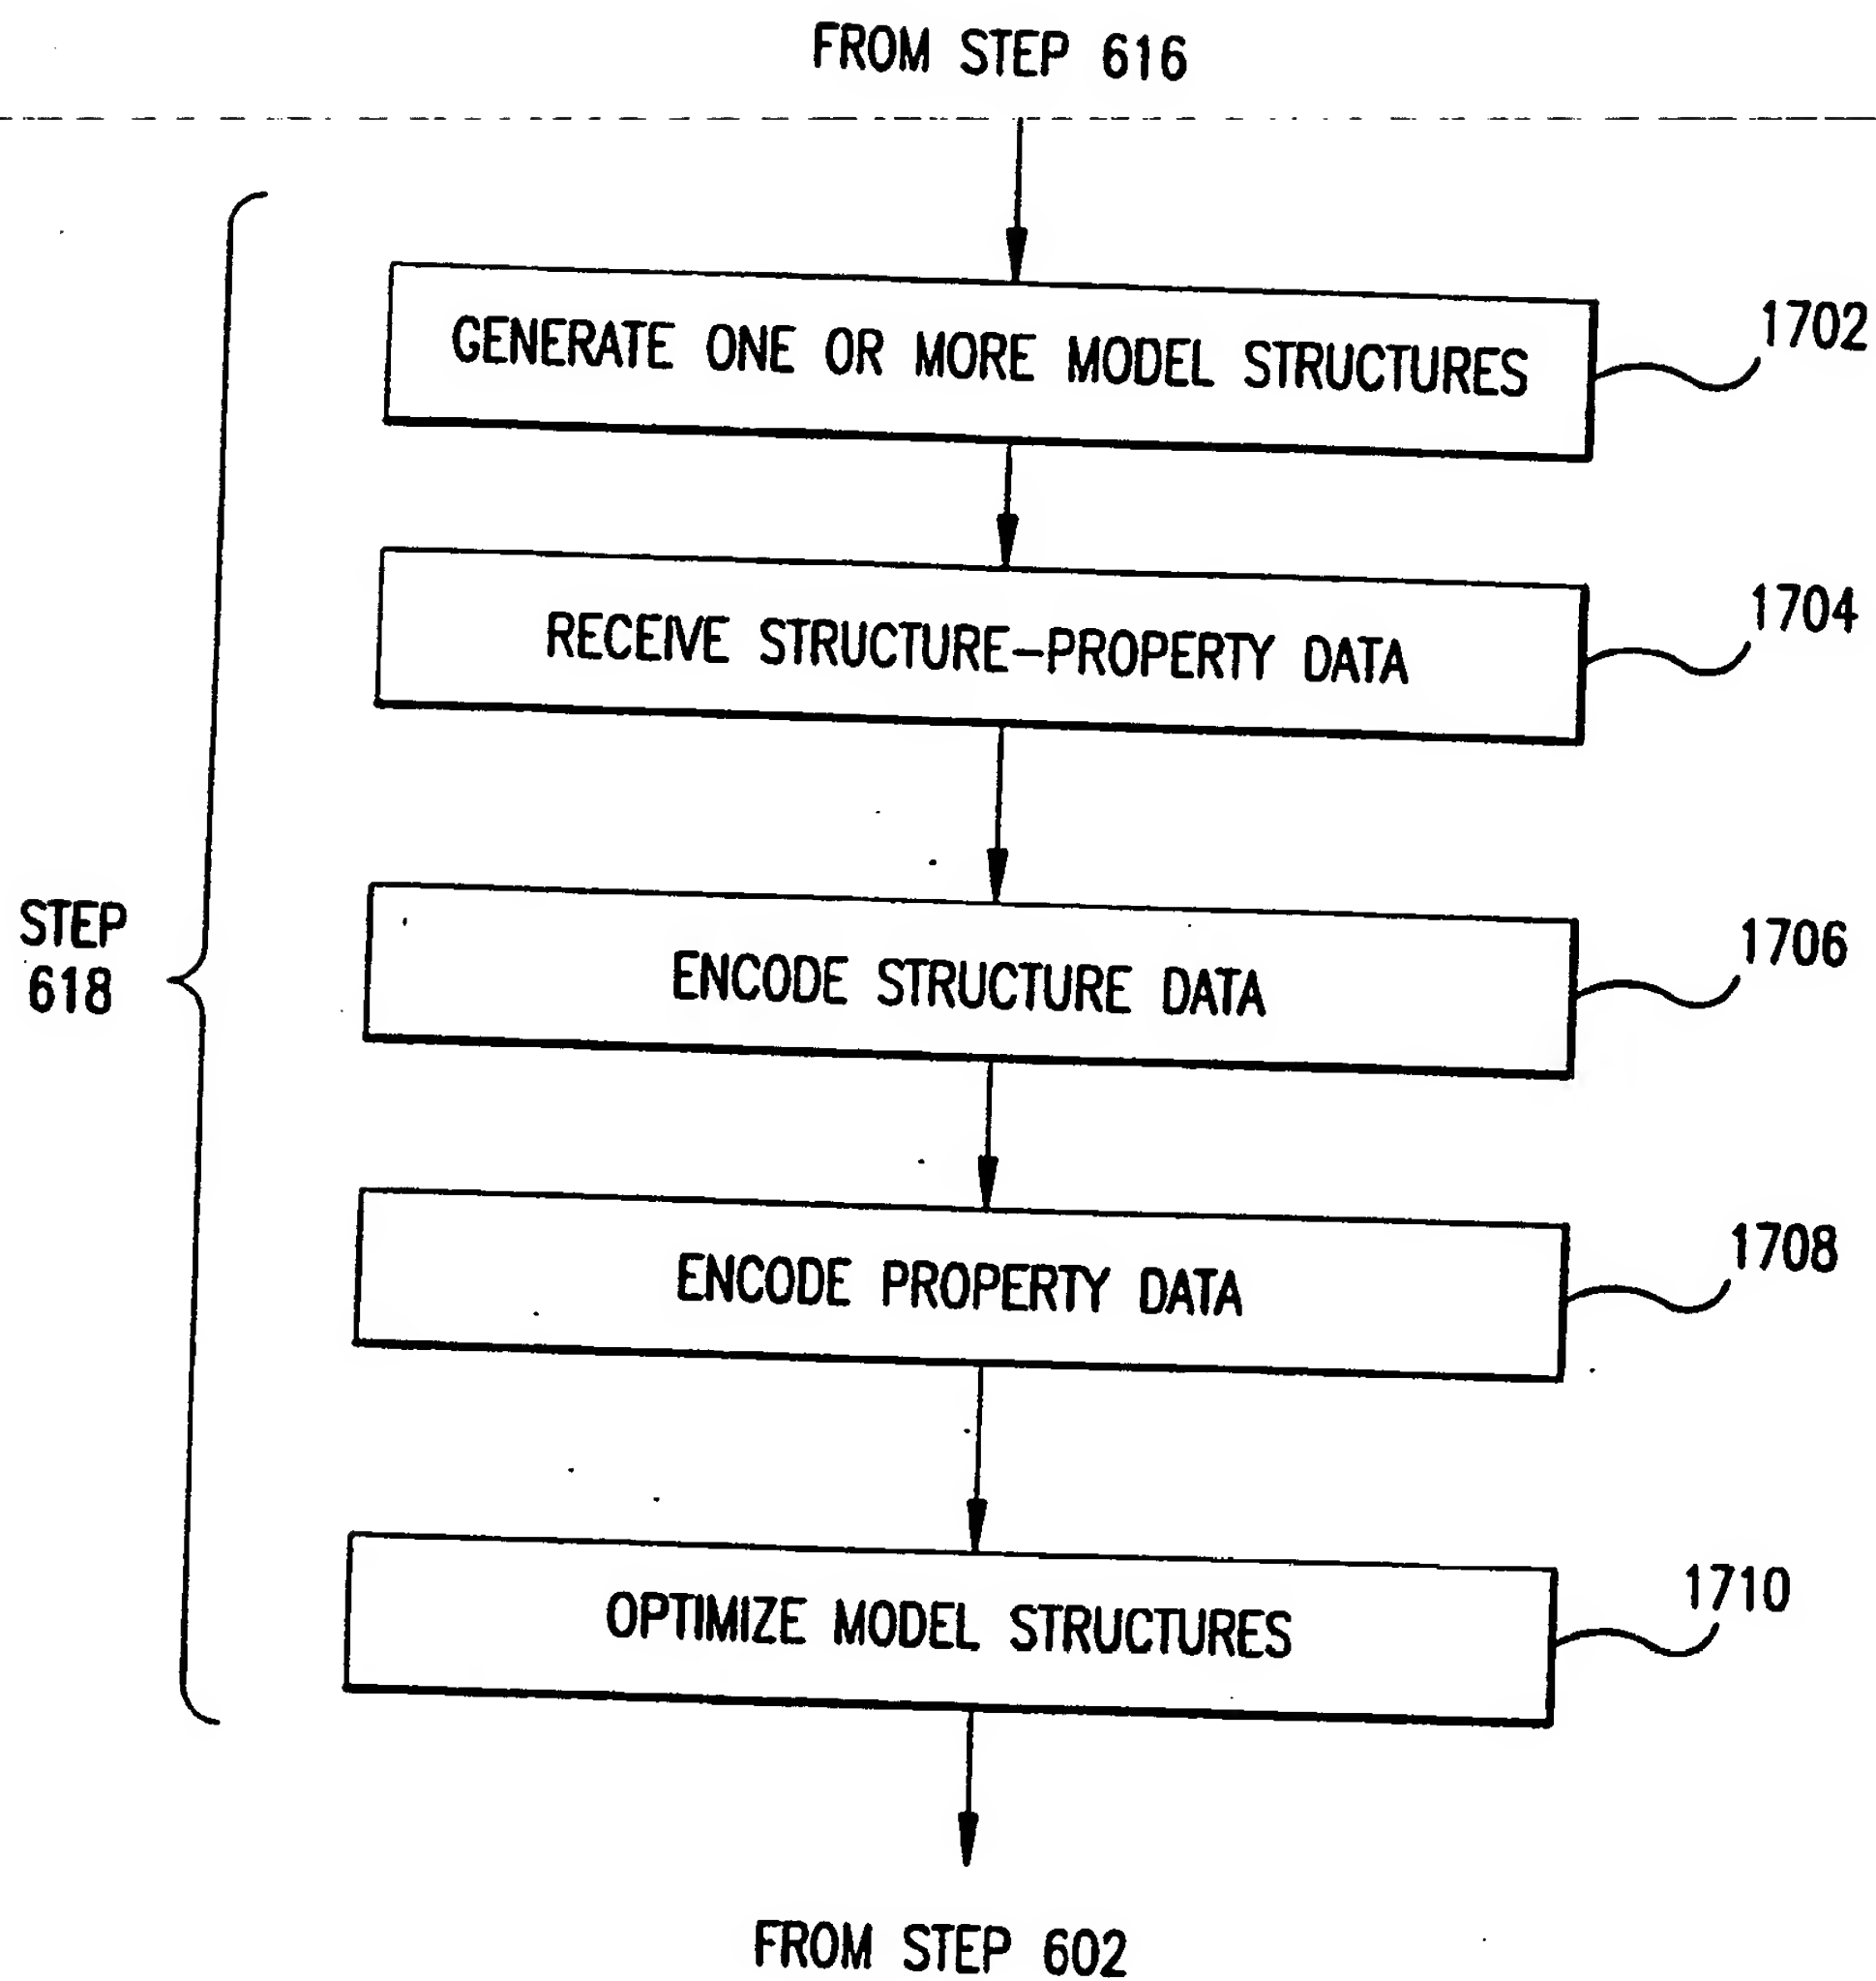 FROM STEP 616
GENERATE ONE OR MORE MODEL STRUCTURES
1702
RECEIVE STRUCTURE-PROPERTY DATA
1704
STEP
618
ENCODE STRUCTURE DATA
1706
ENCODE PROPERTY DATA
1708
OPTIMIZE MODEL STRUCTURES
1710
FROM STEP 602